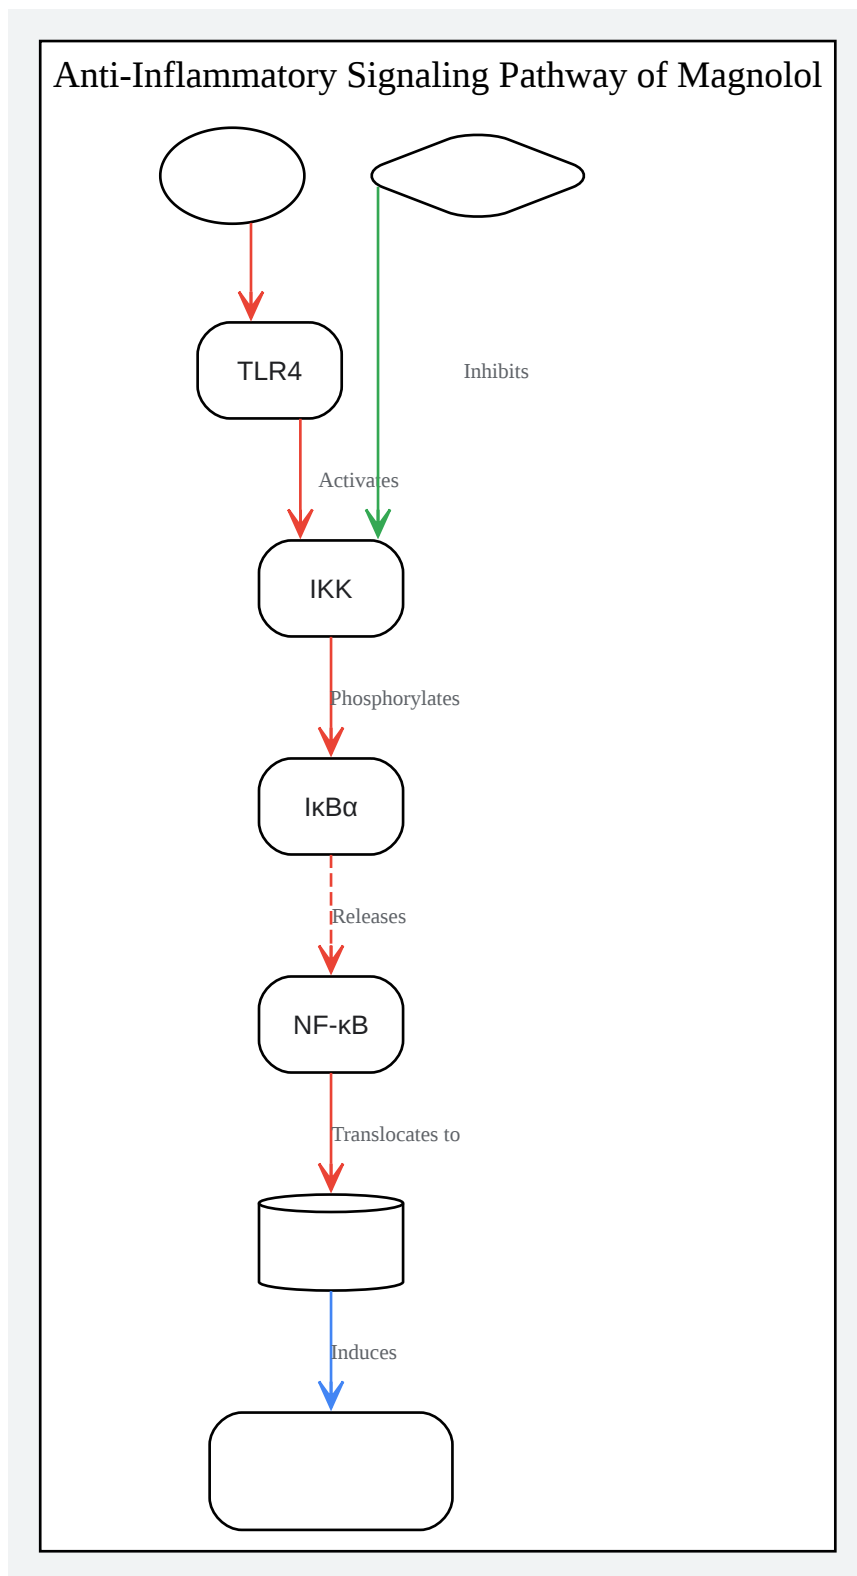 Anti-Inflammatory Signaling Pathway of Magnolol
TLR4
Inhibits
Activates
IKK
Phosphorylates
IκBα
Releases
NF-κB
Translocates to
Induces